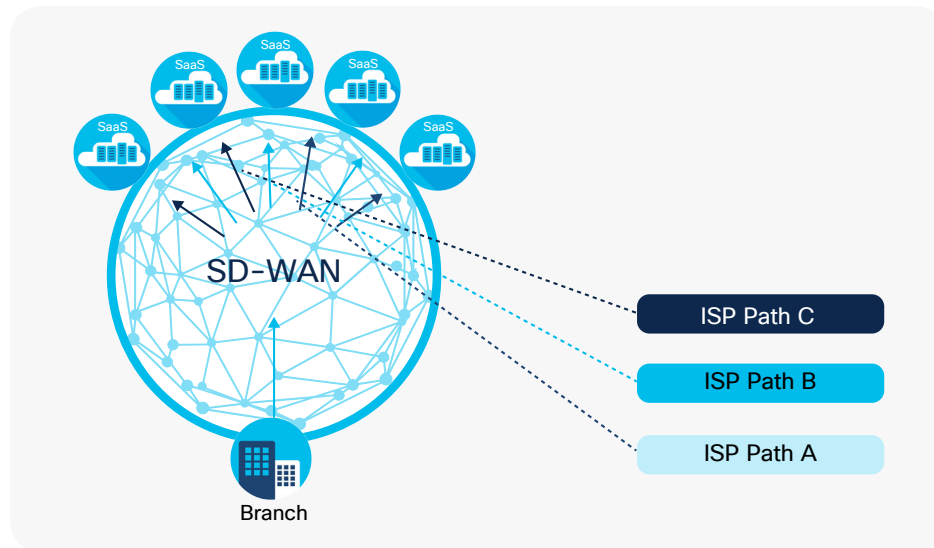 SaaS
SaaS
SaaS
SaaS
SaaS
SD-WAN
ISP Path C
ISP Path B
ISP Path A
Branch